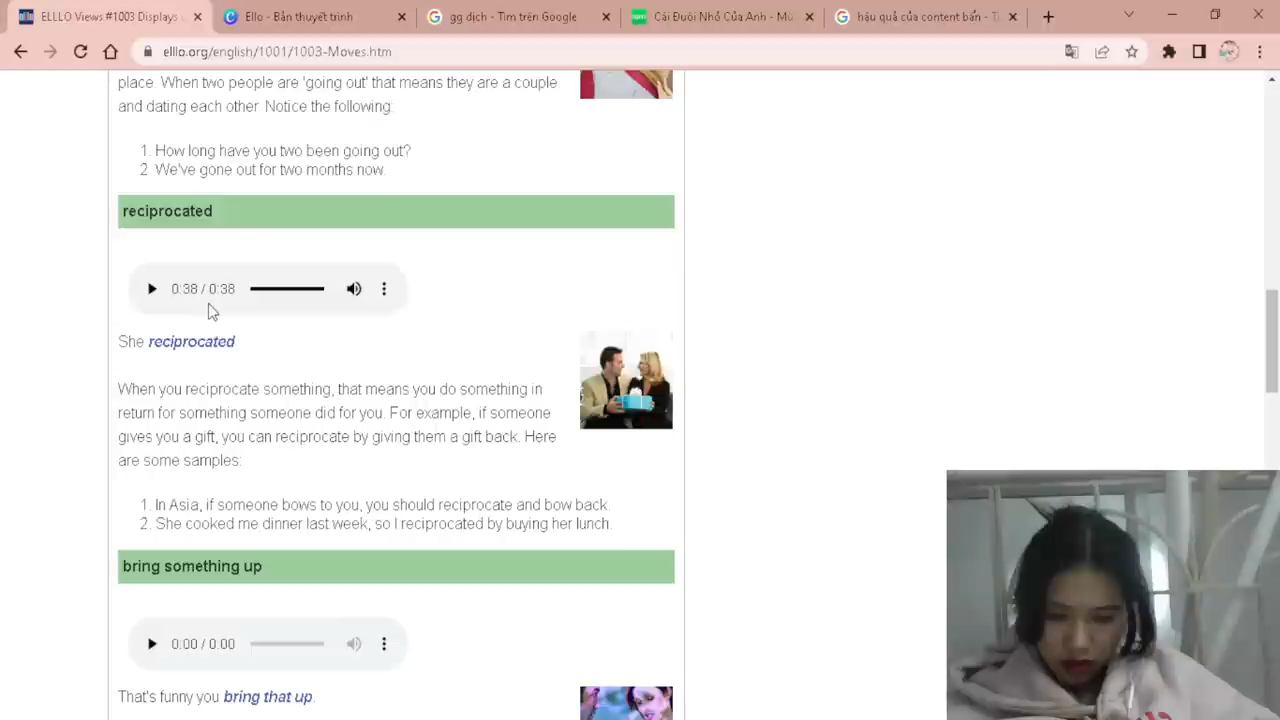 ELLLO Views #1003 Displays
Ello - Bản thuyết trình
gg dịch - Tìm trên Google
Cái Đuôi Nhỏ Của Anh - Mù
hậu quả của content bẩn - T
elllo.org/english/1001/1003-Moves.htm
place. When two people are 'going out' that means they are a couple
and dating each other. Notice the following:
1. How long have you two been going out?
2. We've gone out for two months now.
reciprocated
0:38 / 0:38
She reciprocated
When you reciprocate something, that means you do something in
return for something someone did for you. For example, if someone
gives you a gift, you can reciprocate by giving them a gift back. Here
are some samples:
1. In Asia, if someone bows to you, you should reciprocate and bow back.
2. She cooked me dinner last week, so I reciprocated by buying her lunch.
bring something up
0:00 / 0:00
That's funny you bring that up.